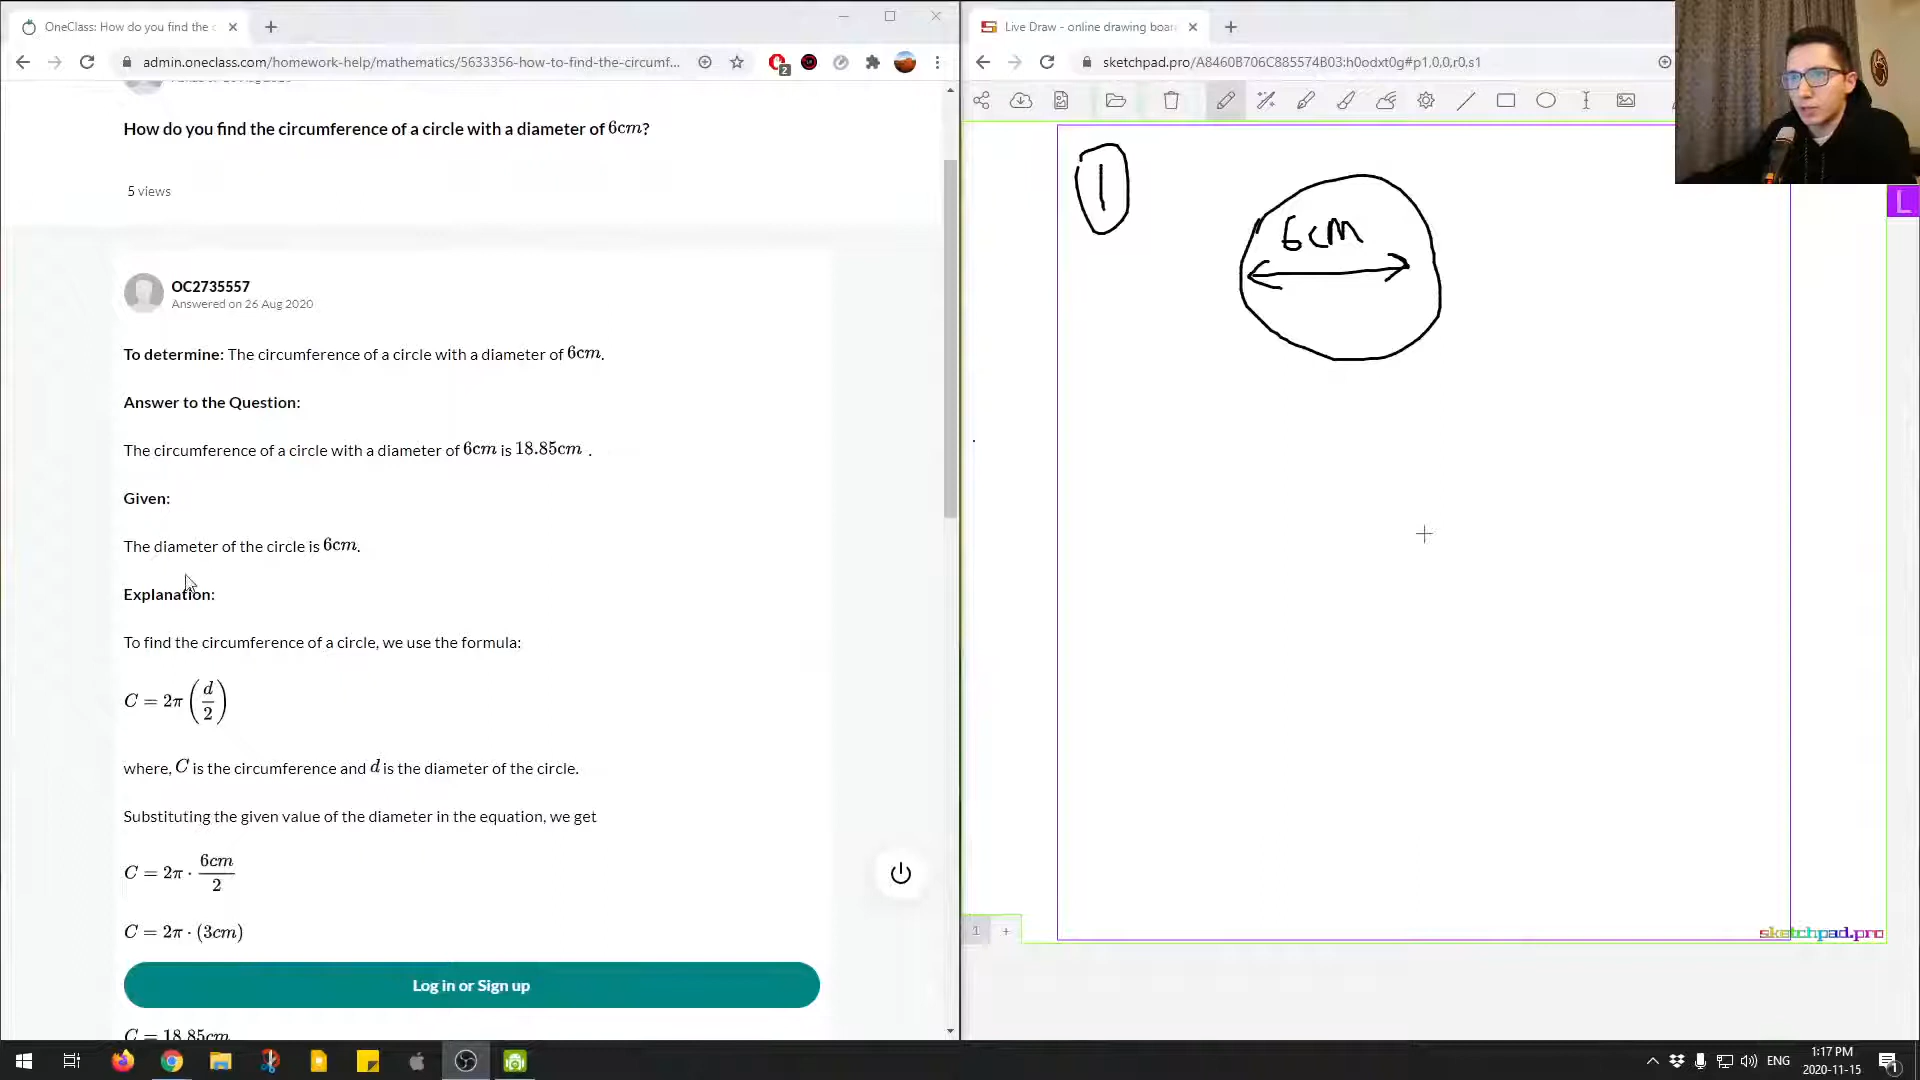 OneClass: How do you find the c
Live Draw - online drawing boar
admin.oneclass.com/homework-help/mathematics/5633356-how-to-find-the-circumf...
2
sketchpad.pro/A8460B706C885574B03:h0odxt0g#p1,0,0,r0,s1
How do you find the circumference of a circle with a diameter of 6cm?
5 views
OC2735557
Answered on 26 Aug 2020
To determine: The circumference of a circle with a diameter of 6cm.
Answer to the Question:
The circumference of a circle with a diameter of 6cm is 18.85cm .
Given:
The diameter of the circle is 6cm.
Explanation:
To find the circumference of a circle, we use the formula:
C = 2π (d/2)
where, C is the circumference and d is the diameter of the circle.
Substituting the given value of the diameter in the equation, we get
C = 2π · 6cm/2
C = 2π · (3cm)
Log in or Sign up
C = 18.85cm
1
6cm
L
1 +
sketchpad.pro
ENG
1:17 PM
2020-11-15
1